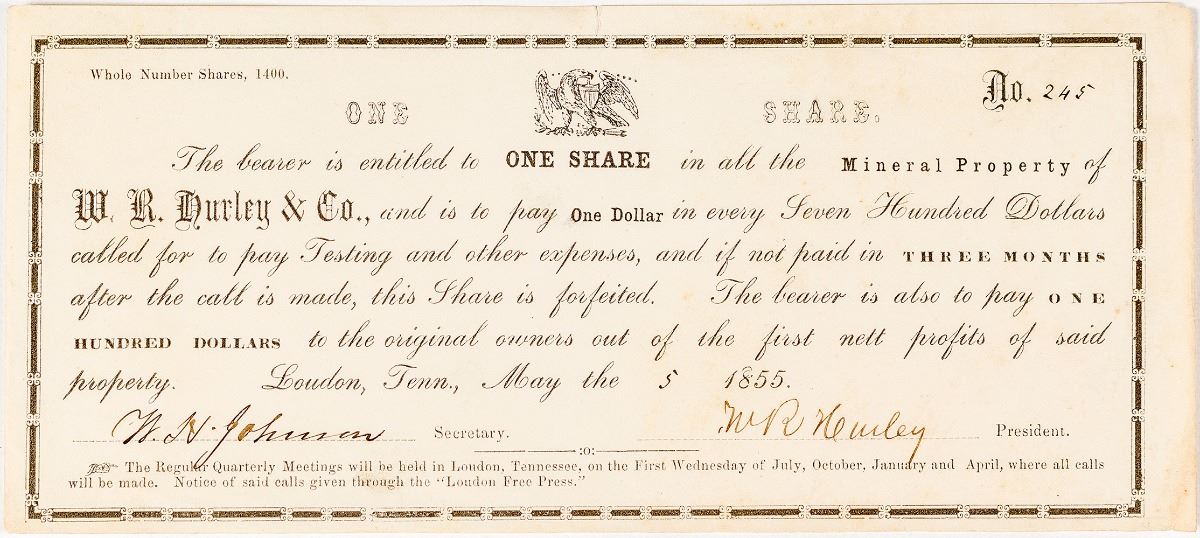 Whole Number Shares, 1400.
No. 245
ONE SHARE.
The bearer is entitled to ONE SHARE in all the Mineral Property of
W. R. Hurley & Co., and is to pay One Dollar in every Seven Hundred Dollars
called for to pay Testing and other expenses, and if not paid in THREE MONTHS
after the call is made, this Share is forfeited. The bearer is also to pay ONE
HUNDRED DOLLARS to the original owners out of the first nett profits of said
property. Loudon, Tenn., May the 5 1855.
W. H. Johnson Secretary. W R Hurley President.
:o:
The Regular Quarterly Meetings will be held in Loudon, Tennessee, on the First Wednesday of July, October, January and April, where all calls
will be made. Notice of said calls given through the "Loudon Free Press."